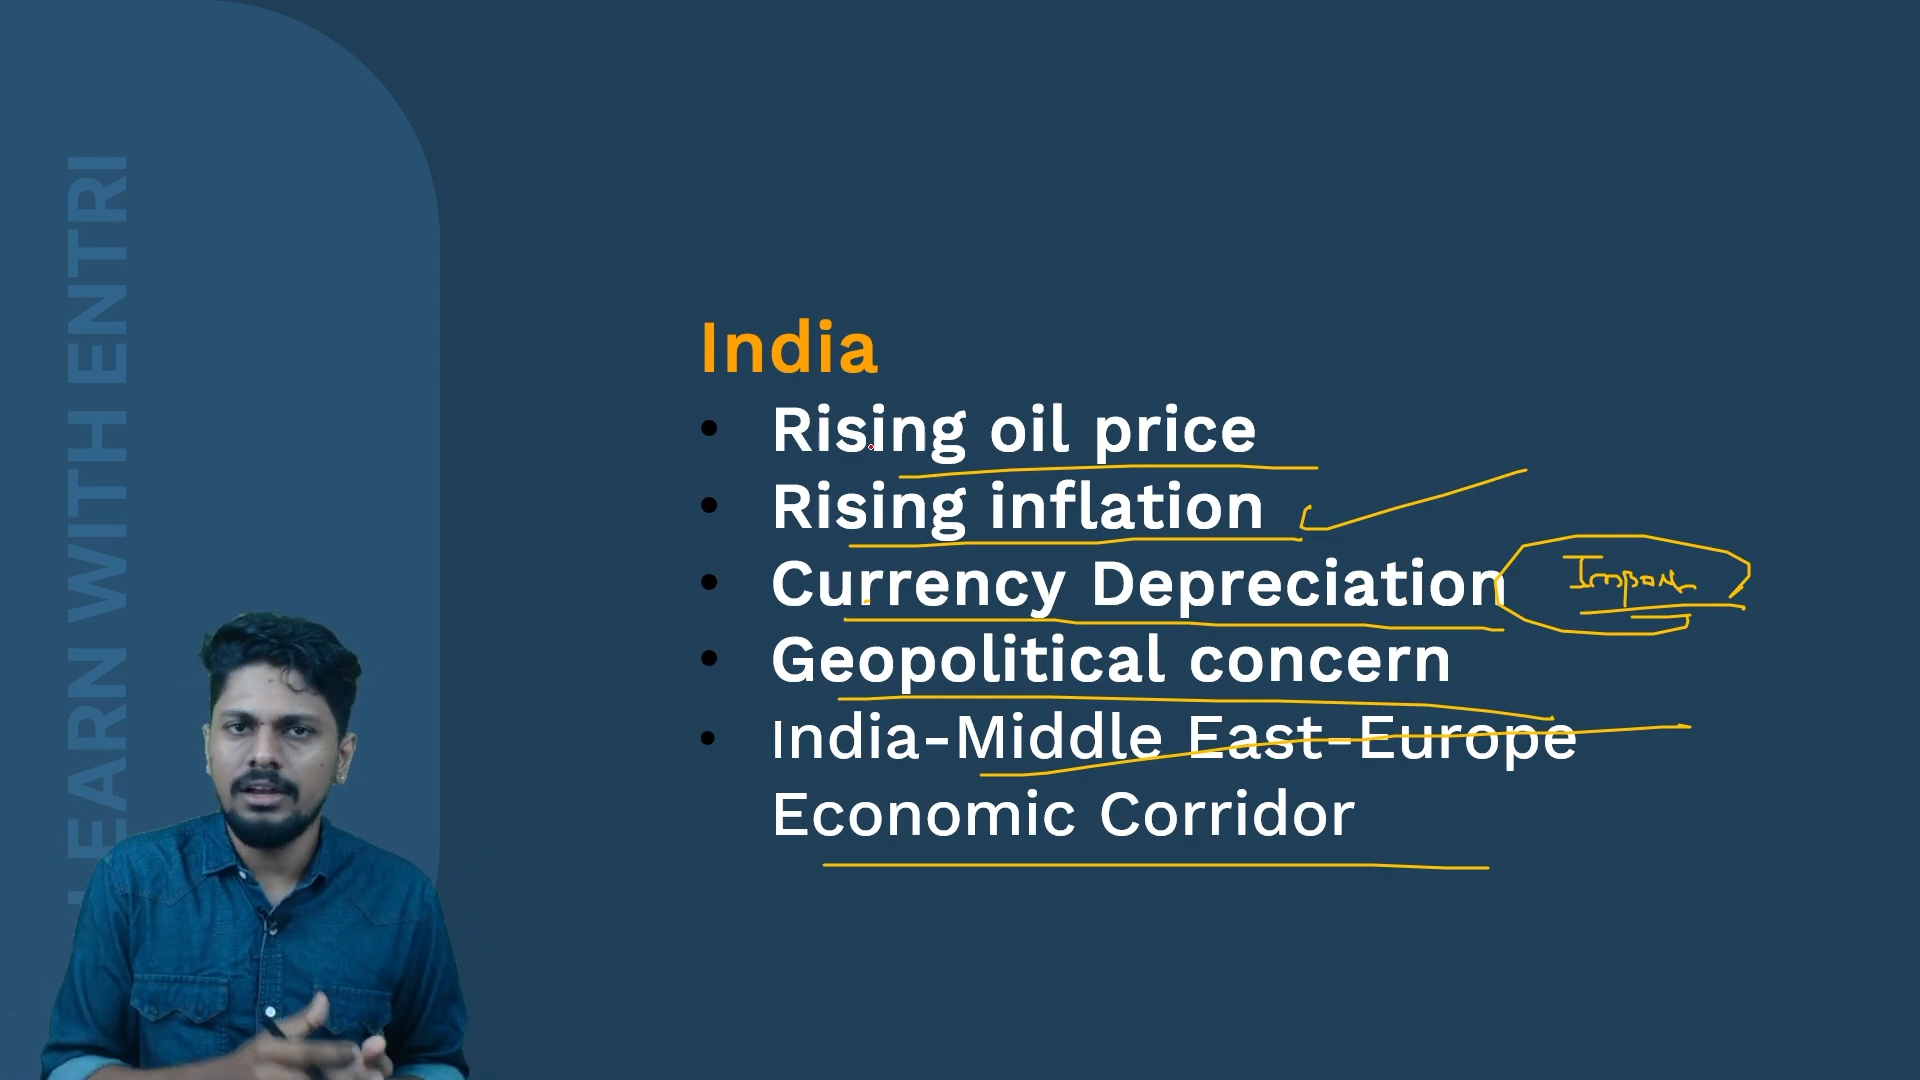 LEARN WITH ENTRI
India
• Rising oil price
• Rising inflation
• Currency Depreciation
Import
• Geopolitical concern
• India-Middle East-Europe
Economic Corridor